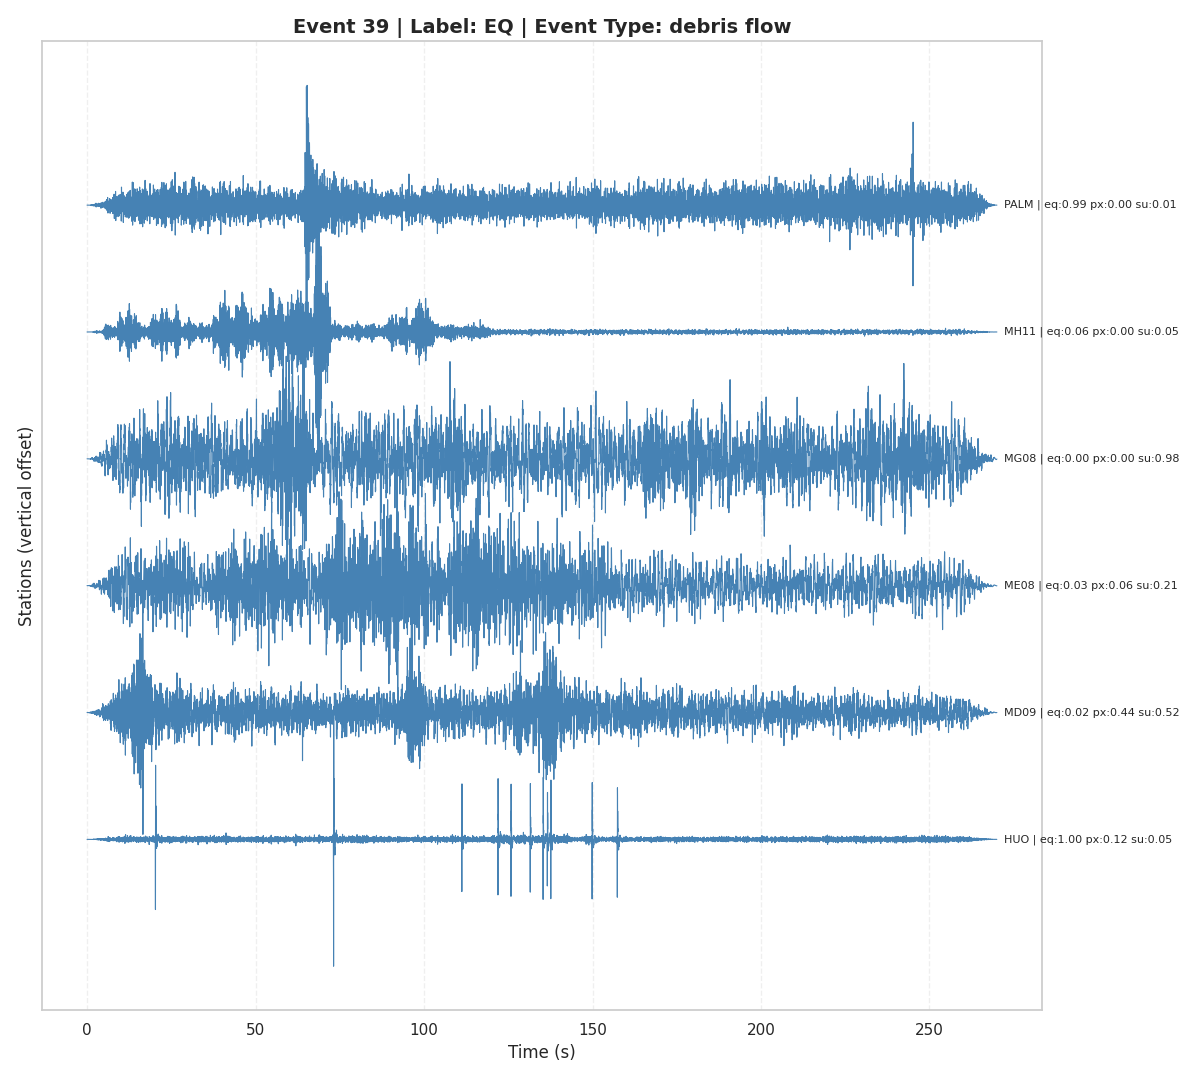 Event 39 | Label: EQ | Event Type: debris flow
PALM | eq:0.99 px:0.00 su:0.01
MH11 | eq:0.06 px:0.00 su:0.05
MG08 | eq:0.00 px:0.00 su:0.98
ME08 | eq:0.03 px:0.06 su:0.21
MD09 | eq:0.02 px:0.44 su:0.52
HUO | eq:1.00 px:0.12 su:0.05
Stations (vertical offset)
0 50 100 150 200 250
Time (s)